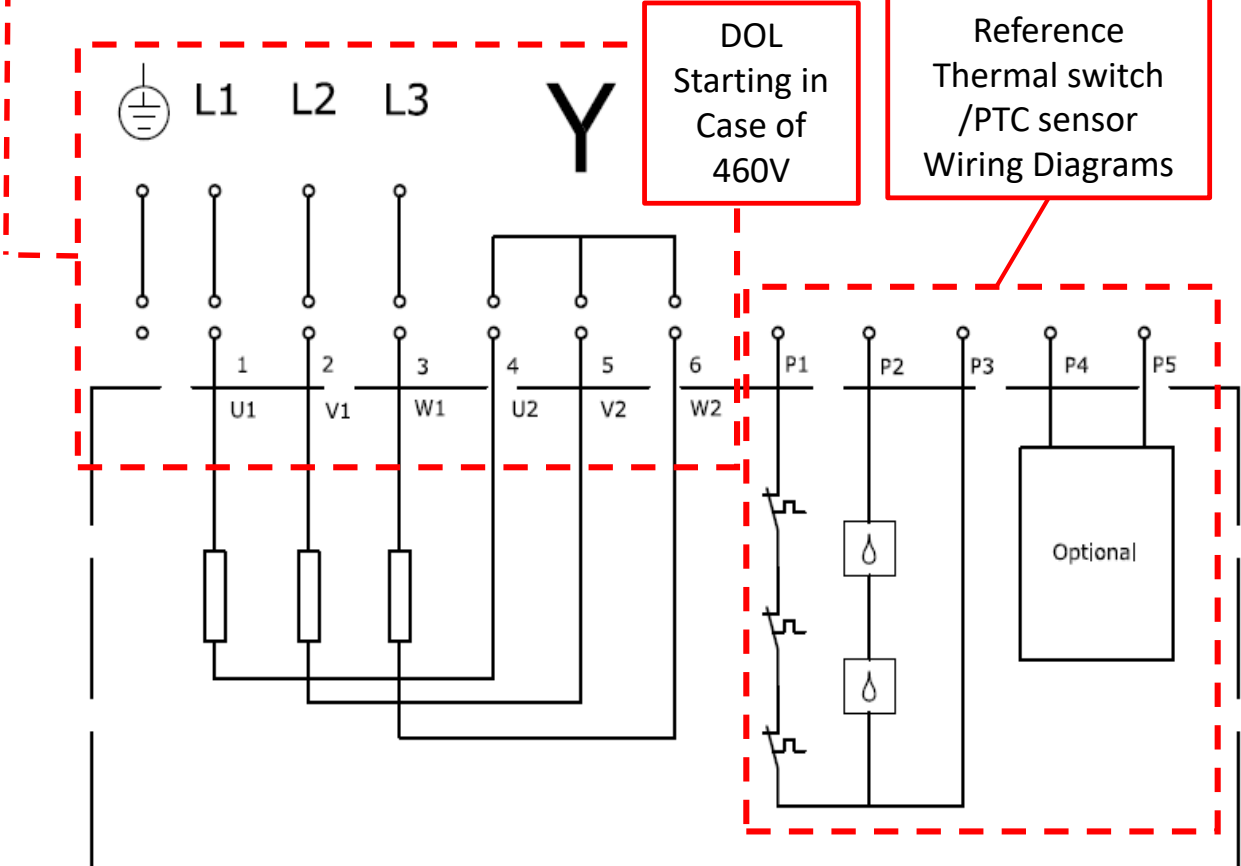 DOL
Starting in
Case of
460V
Reference
Thermal switch
/PTC sensor
Wiring Diagrams
L1 L2 L3 Y
1 2 3 4 5 6 P1 P2 P3 P4 P5
U1 V1 W1 U2 V2 W2
Optional